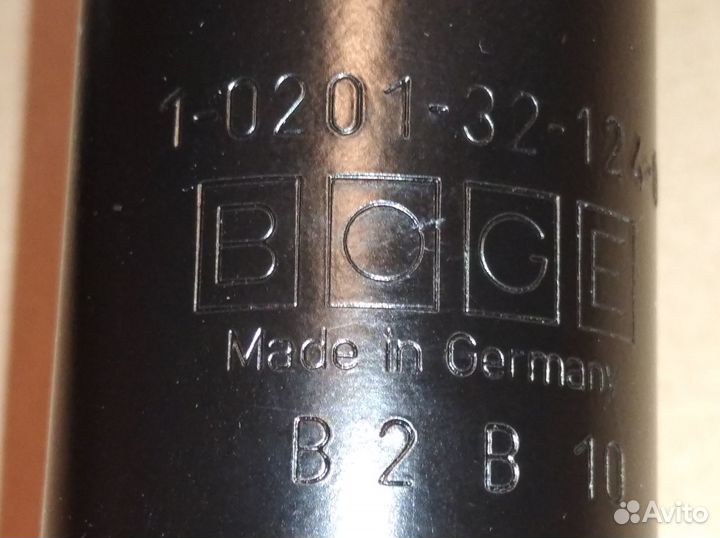 1-0201-32-124-
BOGE
Made in Germany
B 2 B 10
Avito